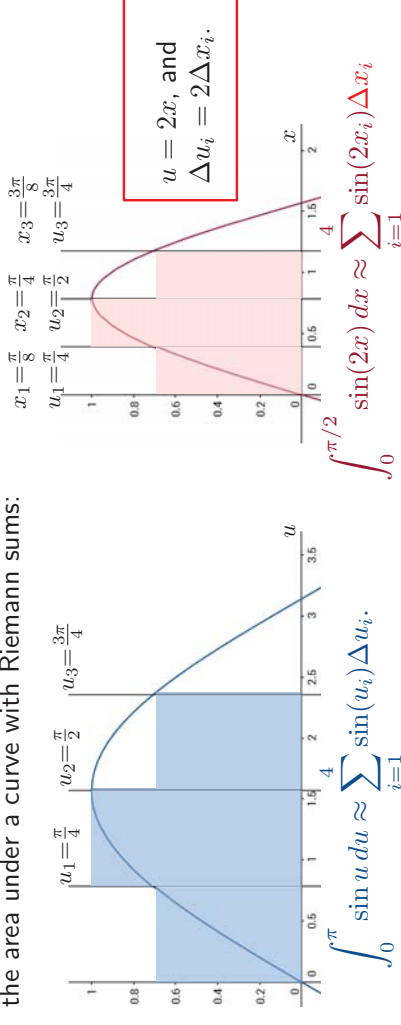 the area under a curve with Riemann sums:
u₁=π/4 u₂=π/2 u₃=3π/4
1
0.8
0.6
0.4
0.2
0 0.5 1 1.5 2 2.5 3 3.5
u
∫₀^π sin u du ≈ ∑_{i=1}^{4} sin(uᵢ)Δuᵢ.
x₁=π/8 x₂=π/4 x₃=3π/8
u₁=π/4 u₂=π/2 u₃=3π/4
1
0.8
0.6
0.4
0.2
0 0.5 1 1.5 2
x
u = 2x, and
Δuᵢ = 2Δxᵢ.
∫₀^{π/2} sin(2x) dx ≈ ∑_{i=1}^{4} sin(2xᵢ)Δxᵢ